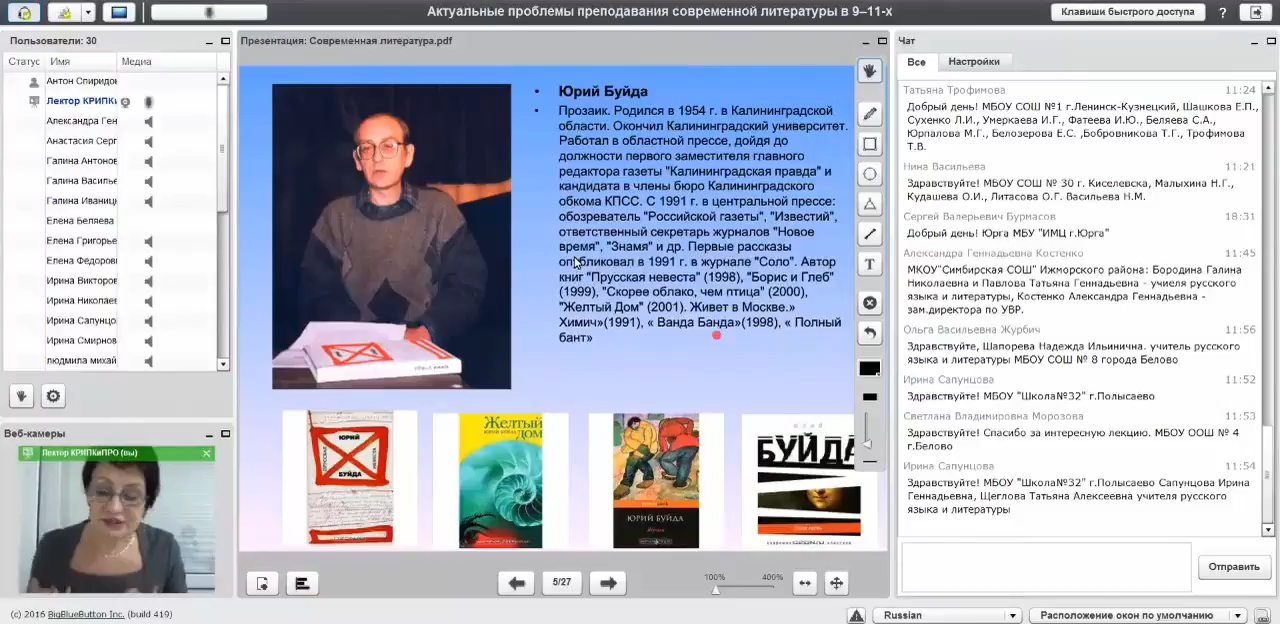 Актуальные проблемы преподавания современной литературы в 9–11-х
Клавиши быстрого доступа
?
Пользователи: 30
Статус Имя Медиа
Антон Спиридон
Лектор КРИПКи
Александра Ген
Анастасия Серг
Галина Антонов
Галина Василье
Галина Иваниц
Елена Беляева
Елена Григорье
Елена Федорові
Ирина Викторов
Ирина Николаев
Ирина Сапунцо
Ирина Смирнов
людмила михай
Веб-камеры
Лектор КРИПКиПРО (вы)
Презентация: Современная литература.pdf
• Юрий Буйда
• Прозаик. Родился в 1954 г. в Калининградской
области. Окончил Калининградский университет.
Работал в областной прессе, дойдя до
должности первого заместителя главного
редактора газеты "Калининградская правда" и
кандидата в члены бюро Калининградского
обкома КПСС. С 1991 г. в центральной прессе:
обозреватель "Российской газеты", "Известий",
ответственный секретарь журналов "Новое
время", "Знамя" и др. Первые рассказы
опубликовал в 1991 г. в журнале "Соло". Автор
книг "Прусская невеста" (1998), "Борис и Глеб"
(1999), "Скорее облако, чем птица" (2000),
"Желтый Дом" (2001). Живет в Москве.»
Химич»(1991), « Ванда Банда»(1998), « Полный
бант»
ЮРИЙ
ПРУССКАЯ
НЕВЕСТА
БУЙДА
Желтый
ЮРИЙ БУЙДА
ДОМ
ЮРИЙ БУЙДА
ЮРИЙ
БУЙДА
T
5/27
100% 400%
Чат
Все Настройки
Татьяна Трофимова 11:24
Добрый день! МБОУ СОШ №1 г.Ленинск-Кузнецкий, Шашкова Е.П.,
Сухенко Л.И., Умеркаева И.Г., Фатеева И.Ю., Беляева С.А.,
Юрпалова М.Г., Белозерова Е.С. ,Бобровникова Т.Г., Трофимова
Т.В.
Нина Васильева 11:21
Здравствуйте! МБОУ СОШ № 30 г. Киселевска, Малыхина Н.Г.,
Кудашева О.И., Литасова О.Г. Васильева Н.М.
Сергей Валерьевич Бурмасов 18:31
Добрый день! Юрга МБУ "ИМЦ г.Юрга"
Александра Геннадьевна Костенко 11:45
МКОУ"Симбирская СОШ" Ижморского района: Бородина Галина
Николаевна и Павлова Татьяна Геннадьевна - учиеля русского
языка и литературы, Костенко Александра Геннадьевна -
зам.директора по УВР.
Ольга Васильевна Журбич 11:56
Здравствуйте, Шапорева Надежда Ильинична. учитель русского
языка и литературы МБОУ СОШ № 8 города Белово
Ирина Сапунцова 11:52
Здравствуйте! МБОУ "Школа№32" г.Полысаево
Светлана Владимировна Морозова 11:53
Здравствуйте! Спасибо за интересную лекцию. МБОУ ООШ № 4
г.Белово
Ирина Сапунцова 11:54
Здравствуйте! МБОУ "Школа№32" г.Полысаево Сапунцова Ирина
Геннадьевна, Щеглова Татьяна Алексеевна учителя русского
языка и литературы
Отправить
(c) 2016 BigBlueButton Inc. (build 419)
Russian
Расположение окон по умолчанию